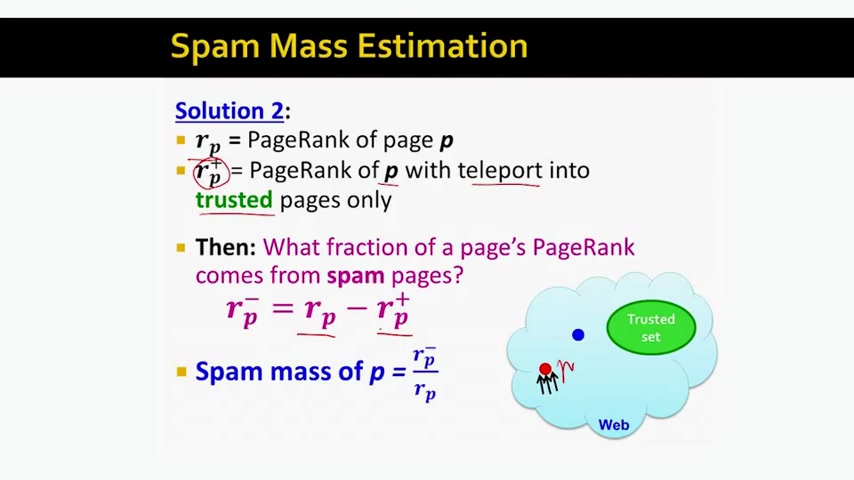 Spam Mass Estimation
Solution 2:
▪ r_p = PageRank of page p
▪ r_p^+ = PageRank of p with teleport into
trusted pages only
▪ Then: What fraction of a page's PageRank
comes from spam pages?
r_p^- = r_p − r_p^+
▪ Spam mass of p = r_p^- / r_p
Trusted
set
Web